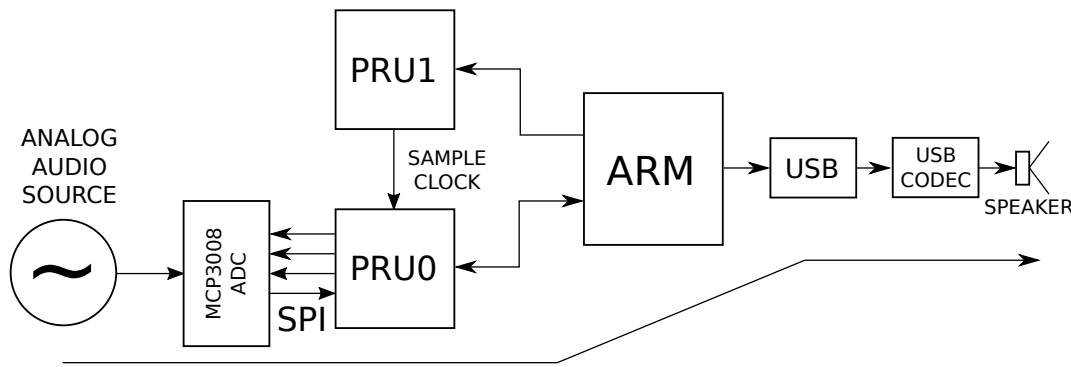 PRU1
ANALOG
AUDIO
SOURCE
SAMPLE
CLOCK
ARM
USB
USB
CODEC
SPEAKER
MCP3008
ADC
PRU0
SPI
~